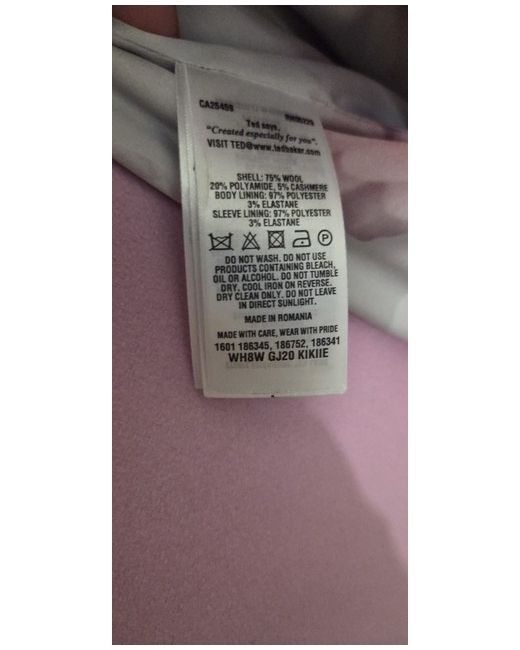 CA25459
Ted says,
"Created especially for you".
VISIT TED@www.tedbaker.com
SHELL: 75% WOOL
20% POLYAMIDE, 5% CASHMERE
BODY LINING: 97% POLYESTER
3% ELASTANE
SLEEVE LINING: 97% POLYESTER
3% ELASTANE
P
DO NOT WASH. DO NOT USE
PRODUCTS CONTAINING BLEACH,
OIL OR ALCOHOL. DO NOT TUMBLE
DRY. COOL IRON ON REVERSE.
DRY CLEAN ONLY. DO NOT LEAVE
IN DIRECT SUNLIGHT.
MADE IN ROMANIA
MADE WITH CARE, WEAR WITH PRIDE
1601 186345, 186752, 186341
WH8W GJ20 KIKIIE